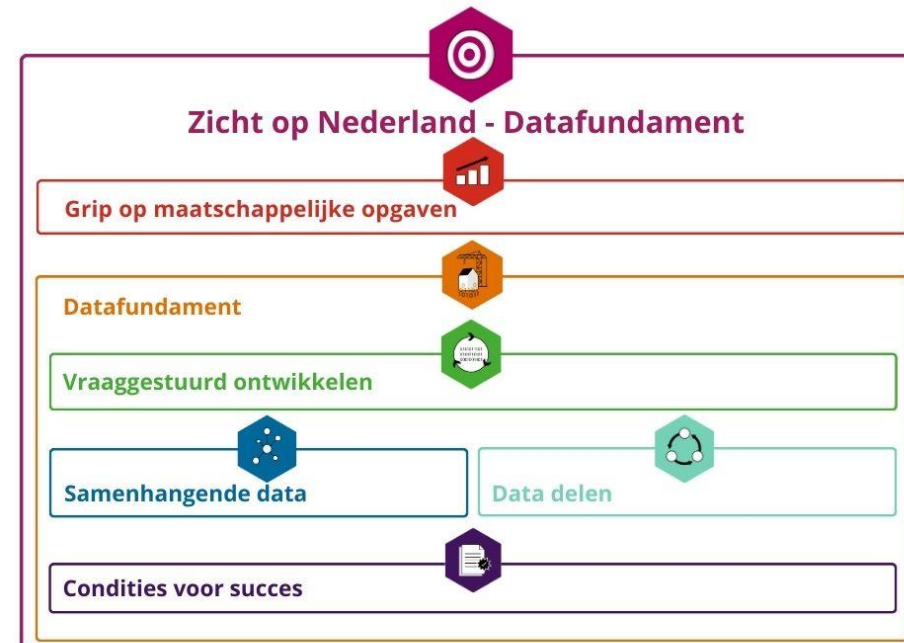 Zicht op Nederland - Datafundament
Grip op maatschappelijke opgaven
Datafundament
Vraaggestuurd ontwikkelen
Samenhangende data
Data delen
Condities voor succes